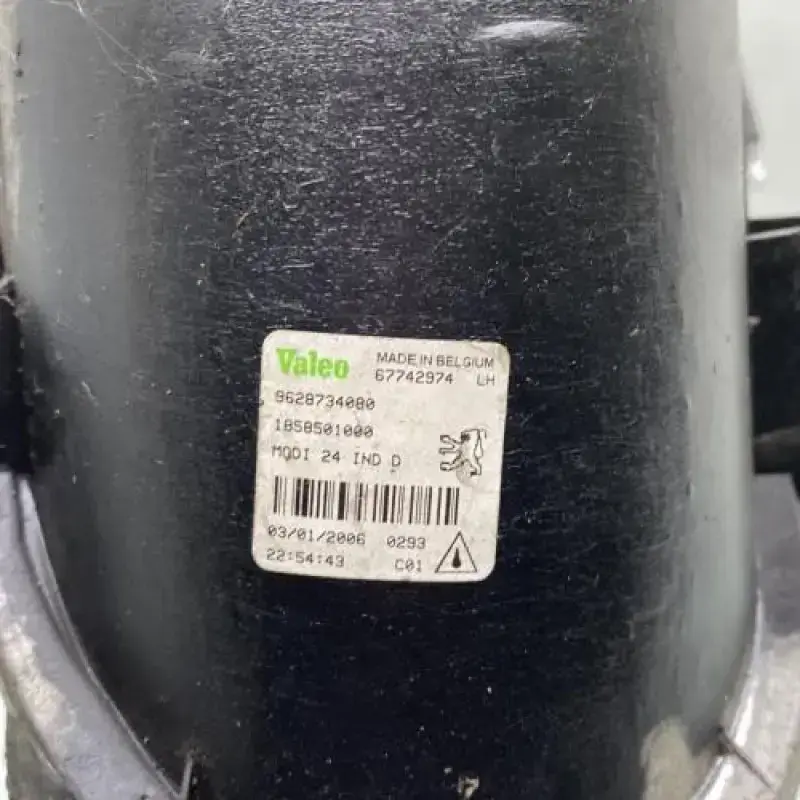 Valeo MADE IN BELGIUM
67742974 LH
9628734080
1858501000
MODI 24 IND D
03/01/2006 0293
22:54:43 C01